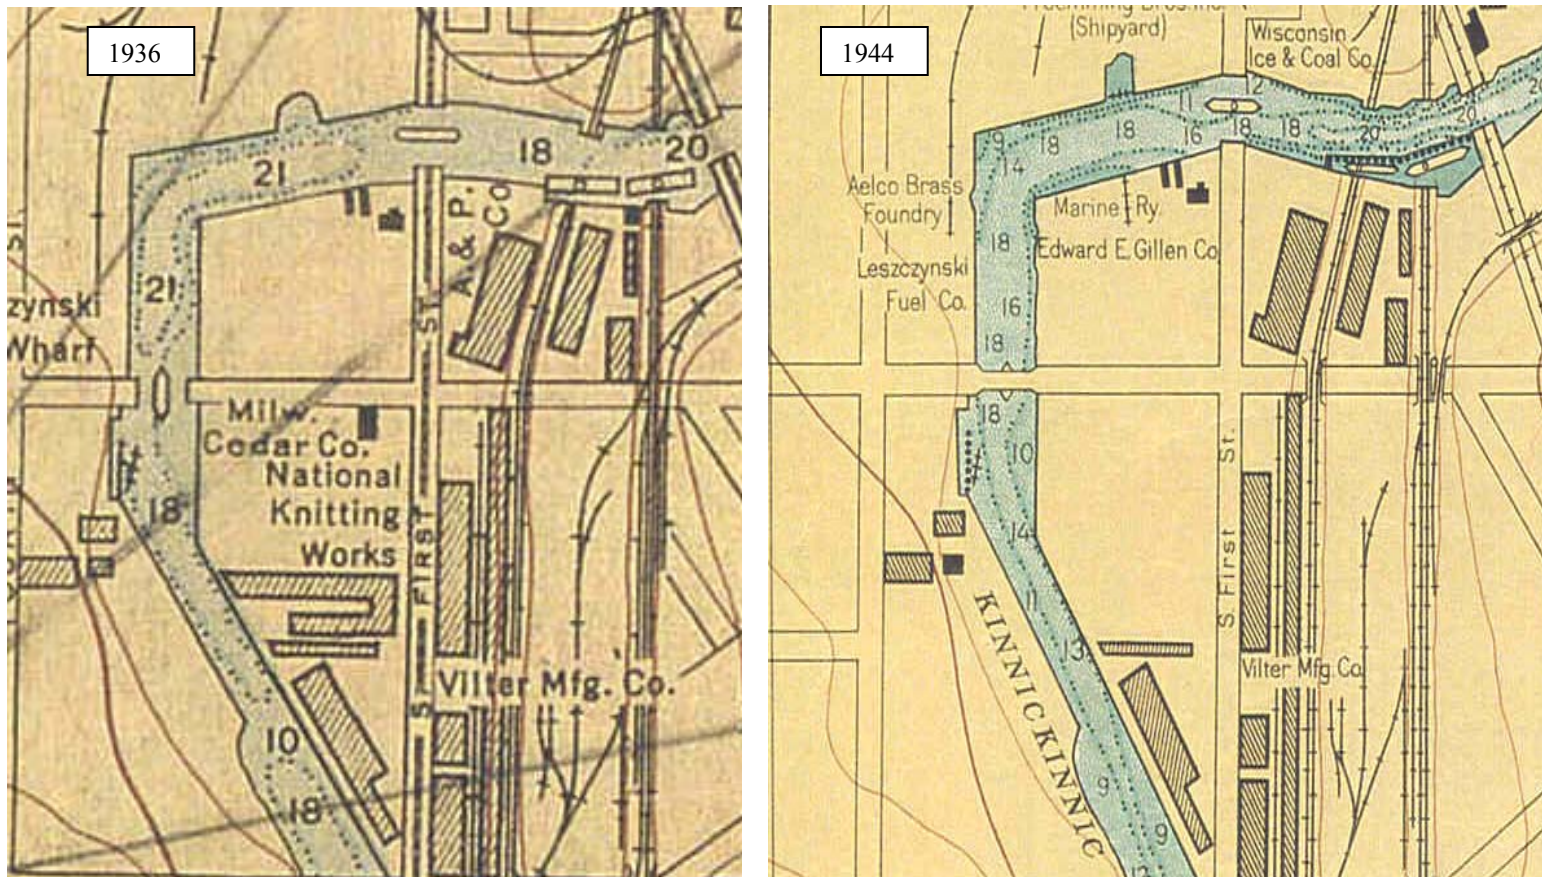 1936
21
18
20
A. & P.
Co
ST.
zynski
Wharf
21
ST.
Milw.
Cedar Co.
National
Knitting
Works
18
S. FIRST
Vilter Mfg. Co.
10
18
1944
(Shipyard)
Wisconsin
Ice & Coal Co.
12
11
20
9
18
18
16
18
18
20
20
14
Aelco Brass
Foundry
Marine Ry.
18
Edward E. Gillen Co
Leszczynski
Fuel Co.
16
18
18
10
S. First St.
14
11
KINNICKINNIC
13
Vilter Mfg. Co.
9
9